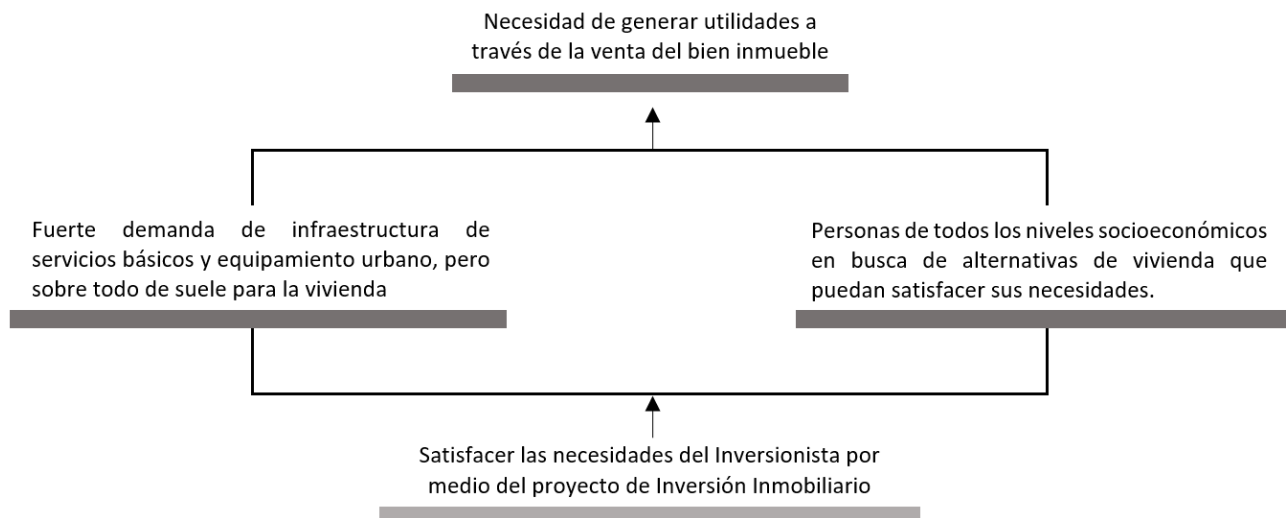 Necesidad de generar utilidades a
través de la venta del bien inmueble
Fuerte demanda de infraestructura de
servicios básicos y equipamiento urbano, pero
sobre todo de suele para la vivienda
Personas de todos los niveles socioeconómicos
en busca de alternativas de vivienda que
puedan satisfacer sus necesidades.
Satisfacer las necesidades del Inversionista por
medio del proyecto de Inversión Inmobiliario